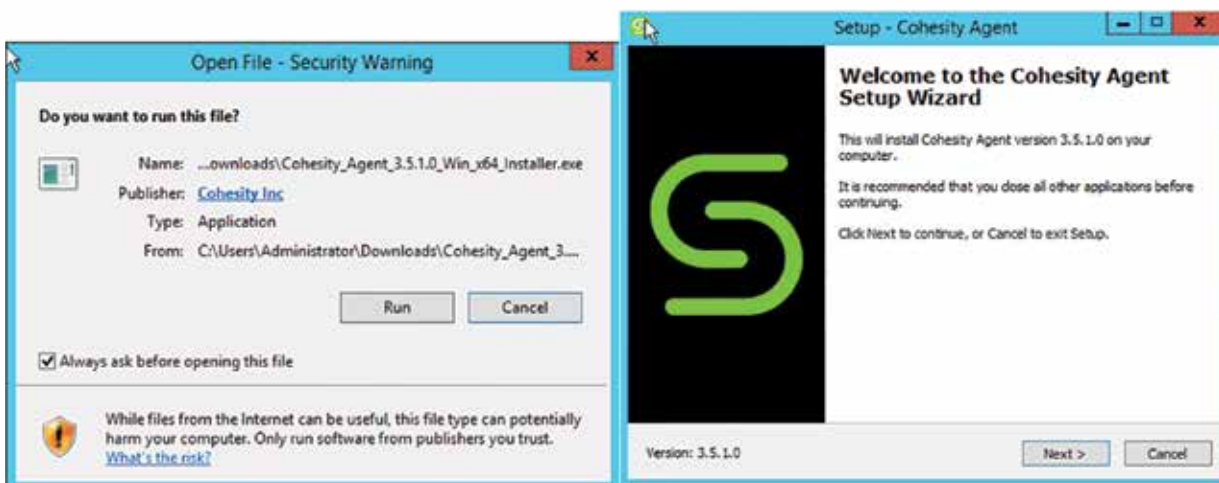 Open File - Security Warning
Do you want to run this file?
Name: ...ownloads\Cohesity_Agent_3.5.1.0_Win_x64_Installer.exe
Publisher: Cohesity Inc
Type: Application
From: C:\Users\Administrator\Downloads\Cohesity_Agent_3....
Run Cancel
Always ask before opening this file
While files from the Internet can be useful, this file type can potentially
harm your computer. Only run software from publishers you trust.
What's the risk?
Setup - Cohesity Agent
Welcome to the Cohesity Agent
Setup Wizard
This will install Cohesity Agent version 3.5.1.0 on your
computer.
It is recommended that you close all other applications before
continuing.
Click Next to continue, or Cancel to exit Setup.
Version: 3.5.1.0
Next > Cancel